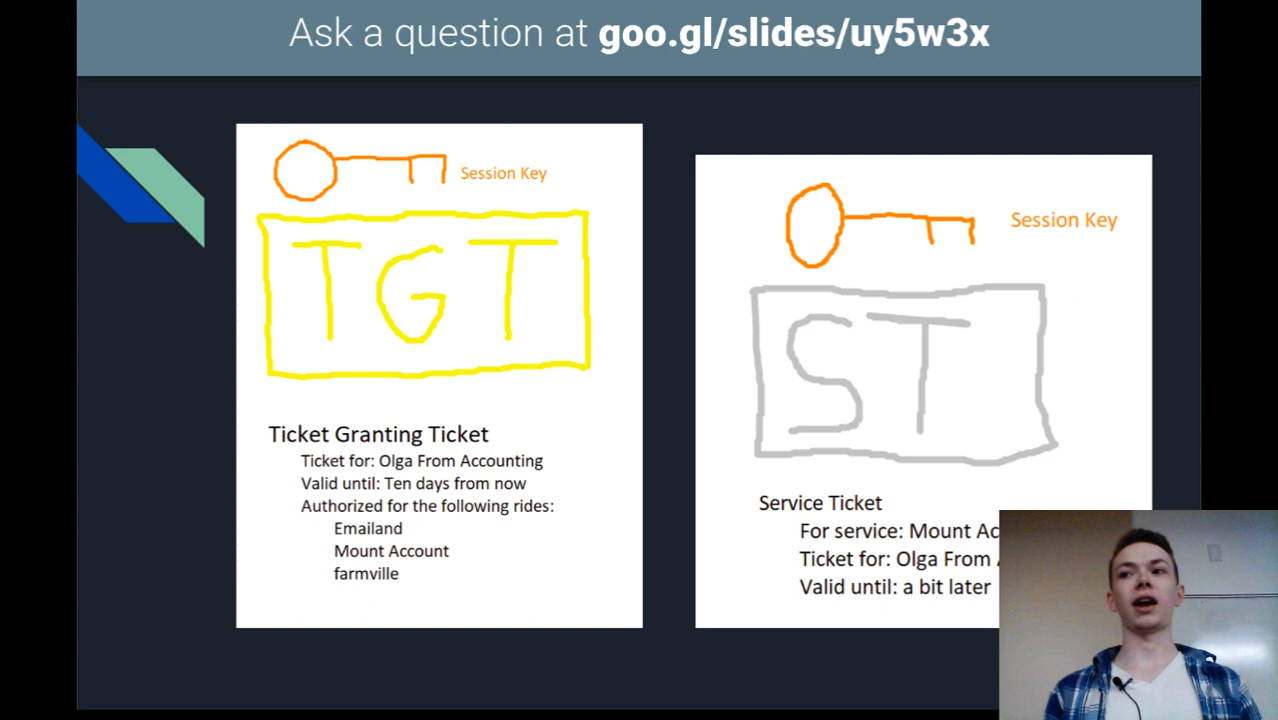 Ask a question at goo.gl/slides/uy5w3x
Session Key
TGT
Ticket Granting Ticket
Ticket for: Olga From Accounting
Valid until: Ten days from now
Authorized for the following rides:
Emailand
Mount Account
farmville
Session Key
ST
Service Ticket
For service: Mount Ac
Ticket for: Olga From
Valid until: a bit later